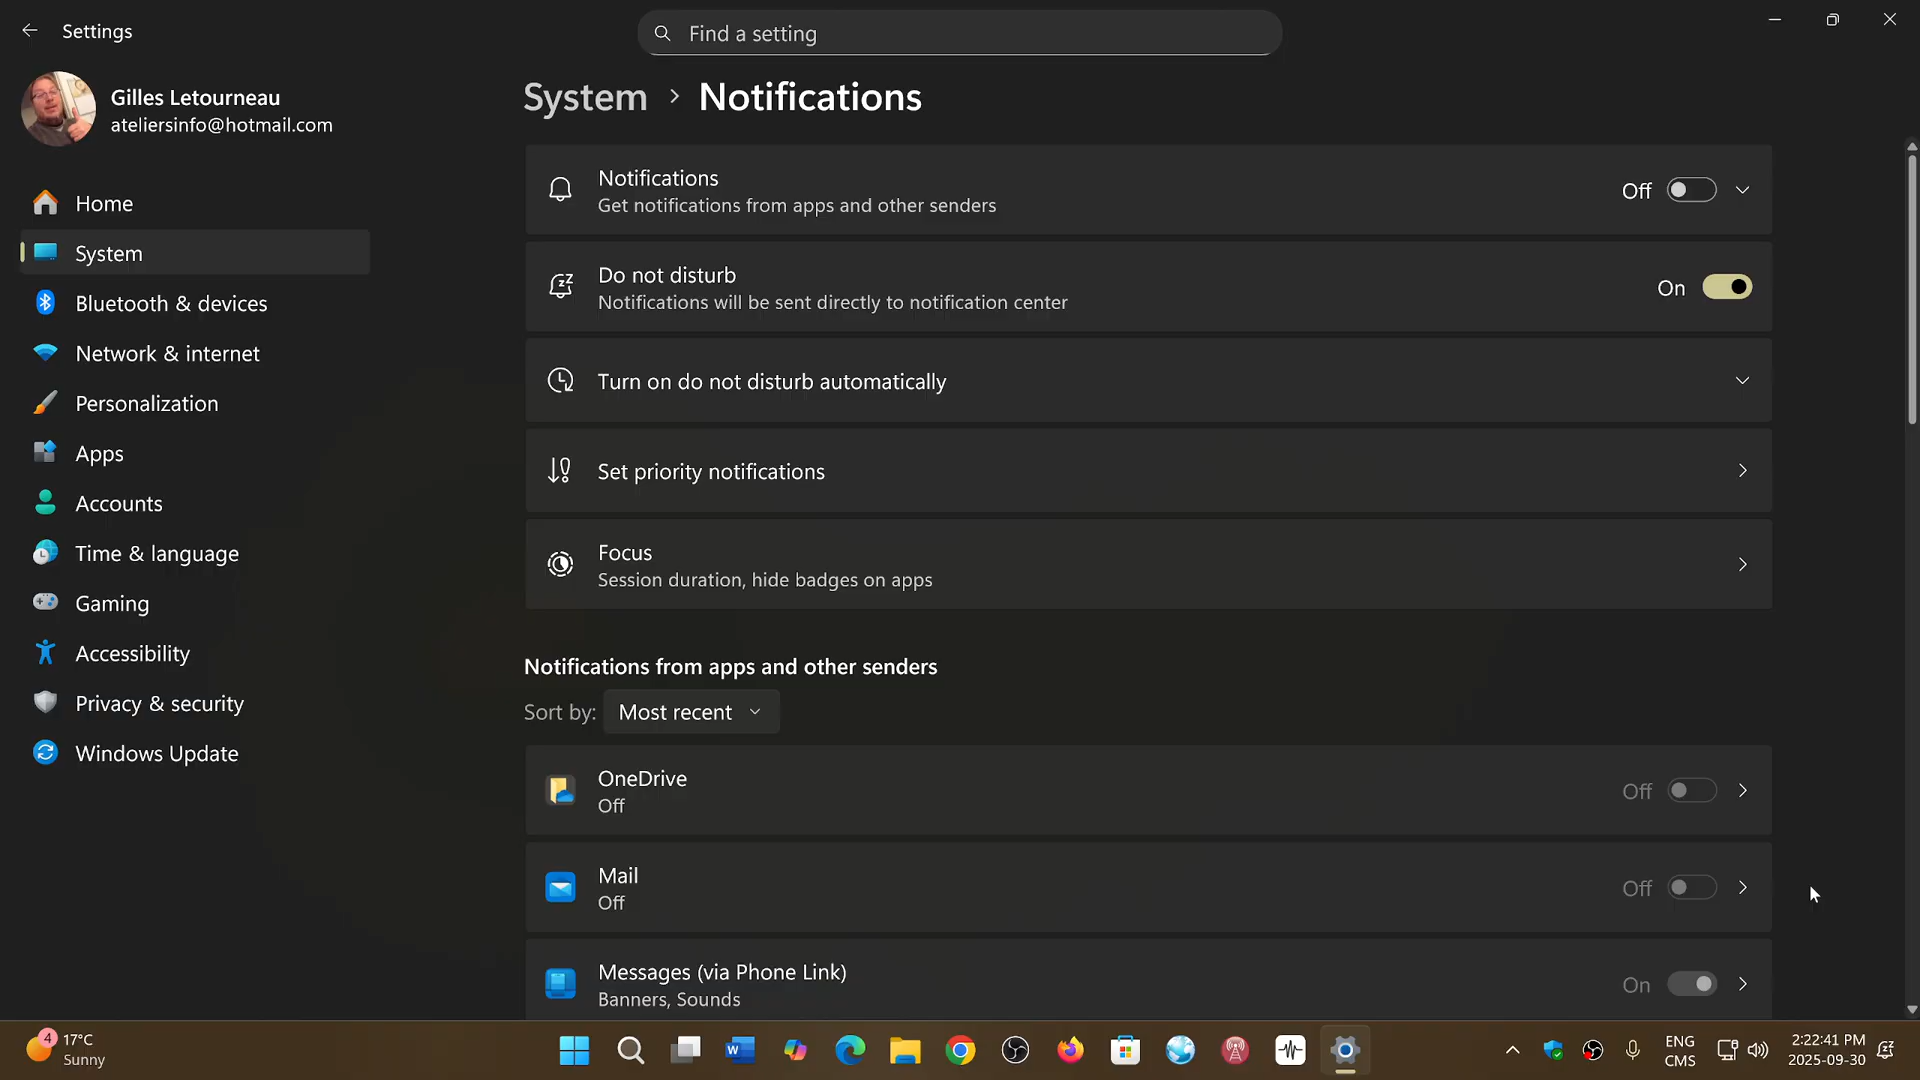 Settings
Find a setting
Gilles Letourneau
ateliersinfo@hotmail.com
Home
System
Bluetooth & devices
Network & internet
Personalization
Apps
Accounts
Time & language
Gaming
Accessibility
Privacy & security
Windows Update
System > Notifications
Notifications
Get notifications from apps and other senders
Off
Do not disturb
Notifications will be sent directly to notification center
On
Turn on do not disturb automatically
Set priority notifications
Focus
Session duration, hide badges on apps
Notifications from apps and other senders
Sort by: Most recent
OneDrive
Off
Off
Mail
Off
Off
Messages (via Phone Link)
Banners, Sounds
On
4
17°C
Sunny
ENG
CMS
2:22:41 PM
2025-09-30